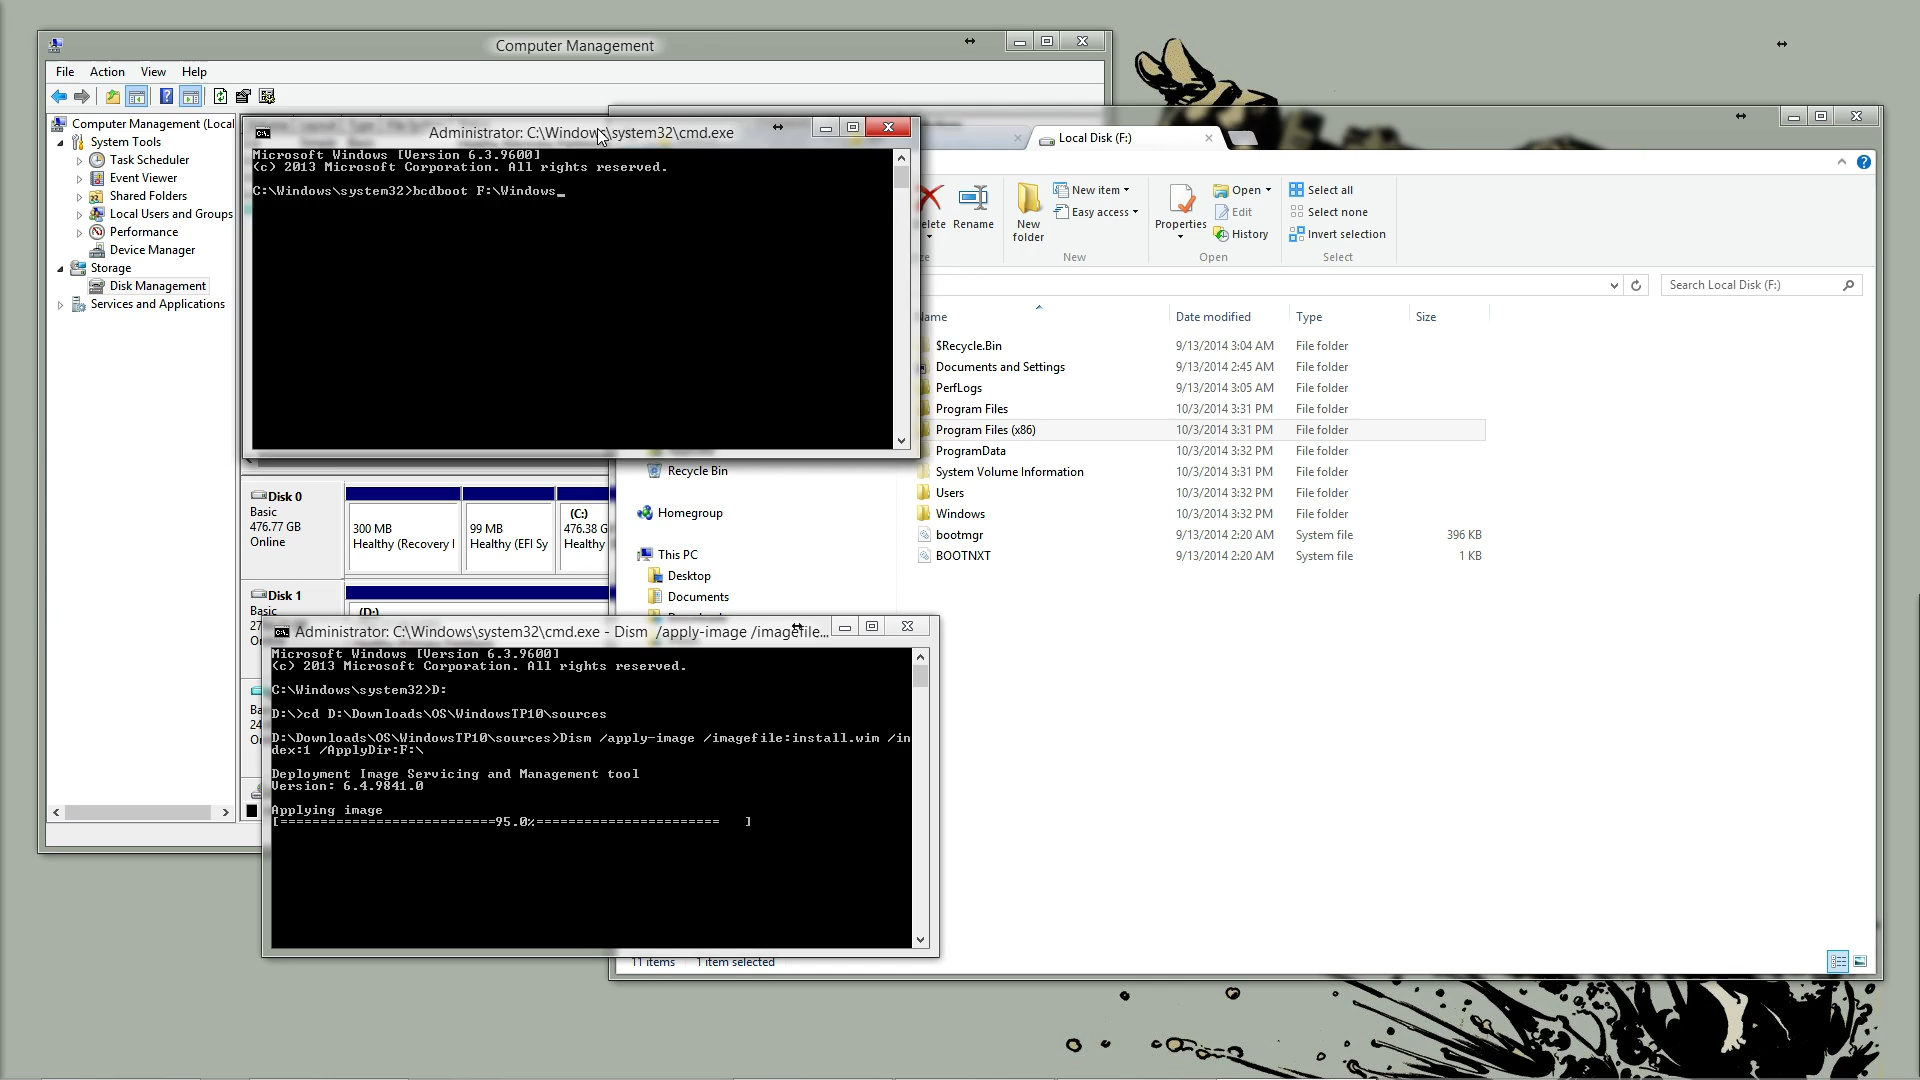 Computer Management
File Action View Help
Computer Management (Local
System Tools
Task Scheduler
Event Viewer
Shared Folders
Local Users and Groups
Performance
Device Manager
Storage
Disk Management
Services and Applications
Administrator: C:\Windows\system32\cmd.exe
Microsoft Windows [Version 6.3.9600]
(c) 2013 Microsoft Corporation. All rights reserved.
C:\Windows\system32>bcdboot F:\Windows_
Local Disk (F:)
Rename
New folder
New item
Easy access
New
Properties
Open
Edit
History
Open
Select all
Select none
Invert selection
Select
Search Local Disk (F:)
Date modified Type Size
$Recycle.Bin 9/13/2014 3:04 AM File folder
Documents and Settings 9/13/2014 2:45 AM File folder
PerfLogs 9/13/2014 3:05 AM File folder
Program Files 10/3/2014 3:31 PM File folder
Program Files (x86) 10/3/2014 3:31 PM File folder
ProgramData 10/3/2014 3:32 PM File folder
System Volume Information 10/3/2014 3:31 PM File folder
Users 10/3/2014 3:32 PM File folder
Windows 10/3/2014 3:32 PM File folder
bootmgr 9/13/2014 2:20 AM System file 396 KB
BOOTNXT 9/13/2014 2:20 AM System file 1 KB
Recycle Bin
Homegroup
This PC
Desktop
Documents
11 items 1 item selected
Disk 0
Basic
476.77 GB
Online
300 MB
Healthy (Recovery
99 MB
Healthy (EFI Sy
(C:)
476.38 G
Healthy
Disk 1
Basic
(D:)
Administrator: C:\Windows\system32\cmd.exe - Dism /apply-image /imagefile...
Microsoft Windows [Version 6.3.9600]
(c) 2013 Microsoft Corporation. All rights reserved.
C:\Windows\system32>D:
D:\>cd D:\Downloads\OS\WindowsTP10\sources
D:\Downloads\OS\WindowsTP10\sources>Dism /apply-image /imagefile:install.wim /in
dex:1 /ApplyDir:F:\
Deployment Image Servicing and Management tool
Version: 6.4.9841.0
Applying image
[===========================95.0%======================= ]